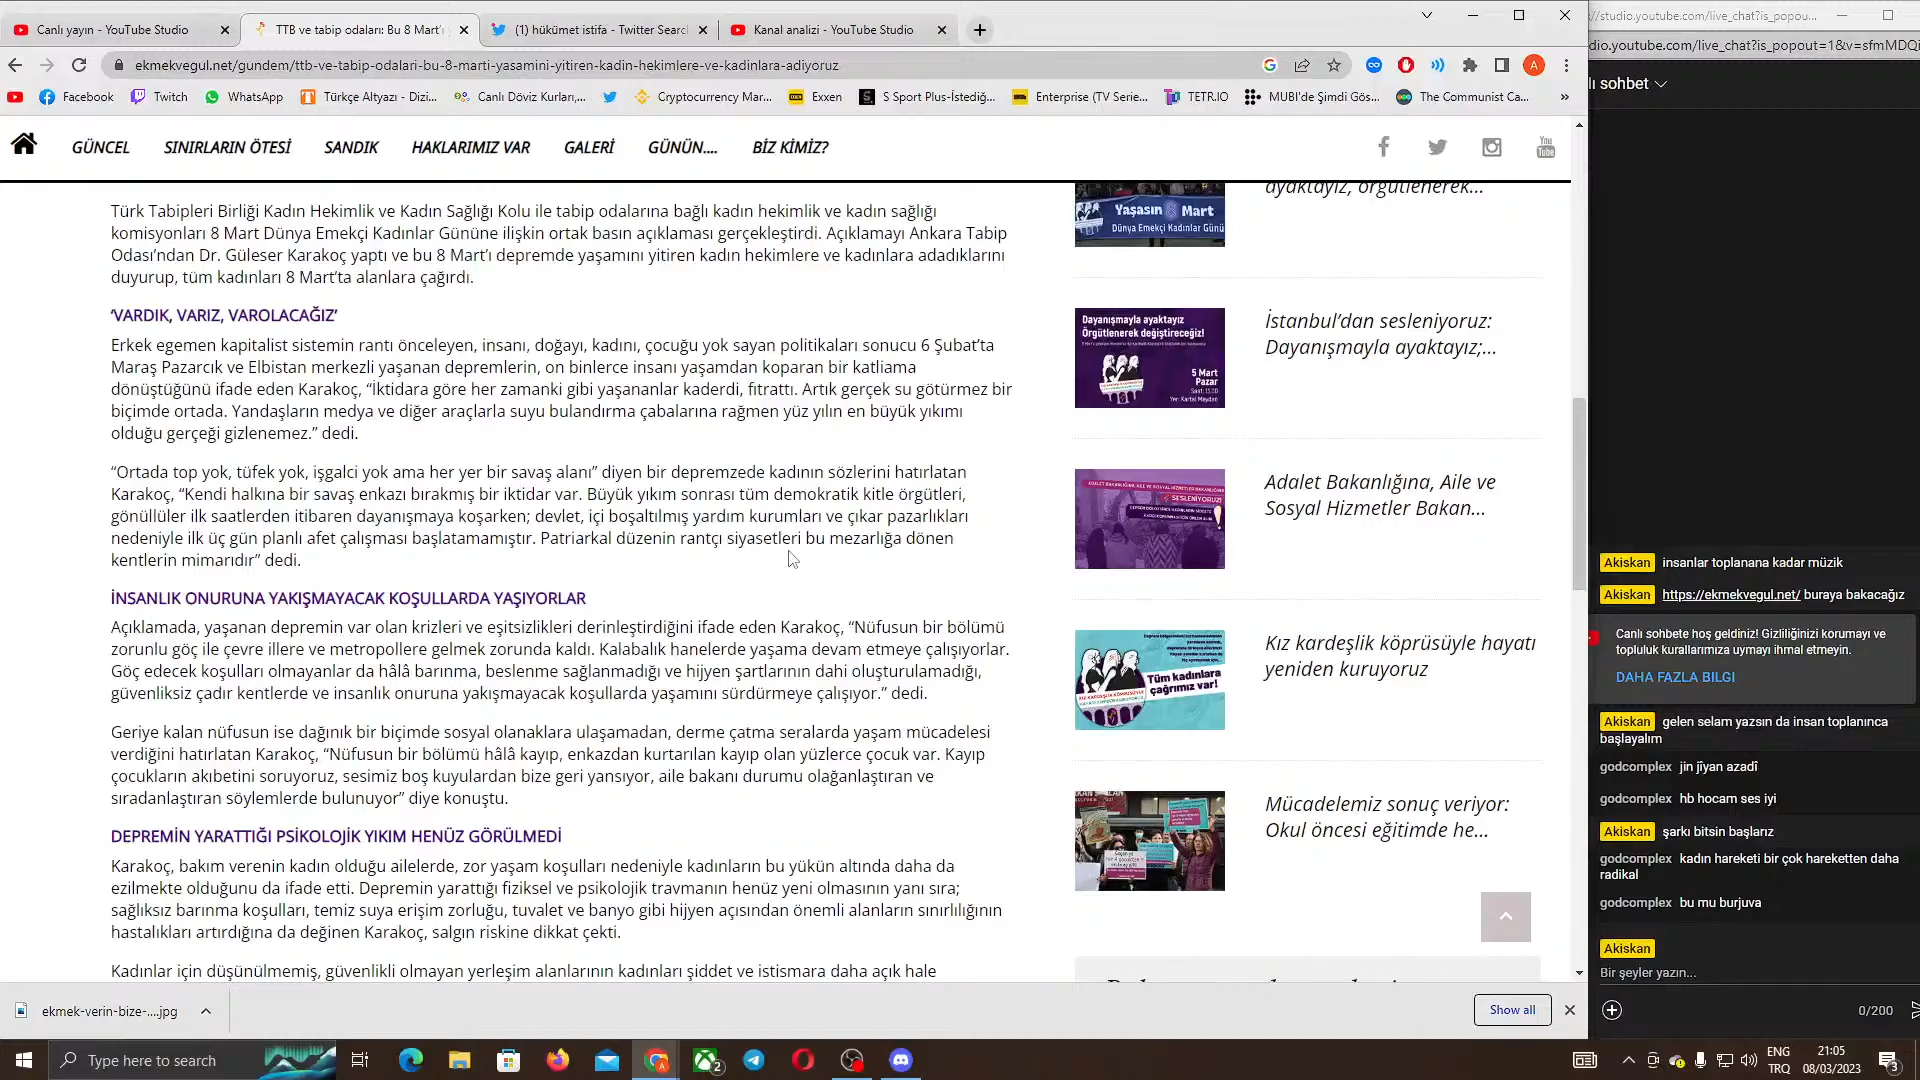 Canlı yayın - YouTube Studio
TTB ve tabip odaları: Bu 8 Mart'ı
(1) hükümet istifa - Twitter Searc
Kanal analizi - YouTube Studio
ekmekvegul.net/gundem/ttb-ve-tabip-odalari-bu-8-marti-yasamini-yitiren-kadin-hekimlere-ve-kadinlara-adiyoruz
Facebook
Twitch
WhatsApp
Türkçe Altyazı - Dizi...
Canlı Döviz Kurları,...
Cryptocurrency Mar...
Exxen
S Sport Plus-İstediğ...
Enterprise (TV Serie...
TETR.IO
MUBI'de Şimdi Gös...
The Communist Ca...
»
GÜNCEL
SINIRLARIN ÖTESİ
SANDIK
HAKLARIMIZ VAR
GALERİ
GÜNÜN....
BİZ KİMİZ?
You
Tube
Türk Tabipleri Birliği Kadın Hekimlik ve Kadın Sağlığı Kolu ile tabip odalarına bağlı kadın hekimlik ve kadın sağlığı
komisyonları 8 Mart Dünya Emekçi Kadınlar Gününe ilişkin ortak basın açıklaması gerçekleştirdi. Açıklamayı Ankara Tabip
Odası'ndan Dr. Güleser Karakoç yaptı ve bu 8 Mart'ı depremde yaşamını yitiren kadın hekimlere ve kadınlara adadıklarını
duyurup, tüm kadınları 8 Mart'ta alanlara çağırdı.
'VARDIK, VARIZ, VAROLACAĞIZ'
Erkek egemen kapitalist sistemin rantı önceleyen, insanı, doğayı, kadını, çocuğu yok sayan politikaları sonucu 6 Şubat'ta
Maraş Pazarcık ve Elbistan merkezli yaşanan depremlerin, on binlerce insanı yaşamdan koparan bir katliama
dönüştüğünü ifade eden Karakoç, "İktidara göre her zamanki gibi yaşananlar kaderdi, fıtrattı. Artık gerçek su götürmez bir
biçimde ortada. Yandaşların medya ve diğer araçlarla suyu bulandırma çabalarına rağmen yüz yılın en büyük yıkımı
olduğu gerçeği gizlenemez." dedi.
"Ortada top yok, tüfek yok, işgalci yok ama her yer bir savaş alanı" diyen bir depremzede kadının sözlerini hatırlatan
Karakoç, "Kendi halkına bir savaş enkazı bırakmış bir iktidar var. Büyük yıkım sonrası tüm demokratik kitle örgütleri,
gönüllüler ilk saatlerden itibaren dayanışmaya koşarken; devlet, içi boşaltılmış yardım kurumları ve çıkar pazarlıkları
nedeniyle ilk üç gün planlı afet çalışması başlatamamıştır. Patriarkal düzenin rantçı siyasetleri bu mezarlığa dönen
kentlerin mimarıdır" dedi.
İNSANLIK ONURUNA YAKIŞMAYACAK KOŞULLARDA YAŞIYORLAR
Açıklamada, yaşanan depremin var olan krizleri ve eşitsizlikleri derinleştirdiğini ifade eden Karakoç, "Nüfusun bir bölümü
zorunlu göç ile çevre illere ve metropollere gelmek zorunda kaldı. Kalabalık hanelerde yaşama devam etmeye çalışıyorlar.
Göç edecek koşulları olmayanlar da hâlâ barınma, beslenme sağlanmadığı ve hijyen şartlarının dahi oluşturulamadığı,
güvenliksiz çadır kentlerde ve insanlık onuruna yakışmayacak koşullarda yaşamını sürdürmeye çalışıyor." dedi.
Geriye kalan nüfusun ise dağınık bir biçimde sosyal olanaklara ulaşamadan, derme çatma seralarda yaşam mücadelesi
verdiğini hatırlatan Karakoç, "Nüfusun bir bölümü hâlâ kayıp, enkazdan kurtarılan kayıp olan yüzlerce çocuk var. Kayıp
çocukların akıbetini soruyoruz, sesimiz boş kuyulardan bize geri yansıyor, aile bakanı durumu olağanlaştıran ve
sıradanlaştıran söylemlerde bulunuyor" diye konuştu.
DEPREMİN YARATTIĞI PSİKOLOJİK YIKIM HENÜZ GÖRÜLMEDİ
Karakoç, bakım verenin kadın olduğu ailelerde, zor yaşam koşulları nedeniyle kadınların bu yükün altında daha da
ezilmekte olduğunu da ifade etti. Depremin yarattığı fiziksel ve psikolojik travmanın henüz yeni olmasının yanı sıra;
sağlıksız barınma koşulları, temiz suya erişim zorluğu, tuvalet ve banyo gibi hijyen açısından önemli alanların sınırlılığının
hastalıkları artırdığına da değinen Karakoç, salgın riskine dikkat çekti.
Kadınlar için düşünülmemiş, güvenlikli olmayan yerleşim alanlarının kadınları şiddet ve istismara daha açık hale
ayaktayız, örgütlenerek...
Yaşasın 8 Mart
Dünya Emekçi Kadınlar Günü
Dayanışmayla ayaktayız
Örgütlenerek değiştireceğiz!
5 Mart
Pazar
Saat: 13.00
Yer: Kartal Meydan
İstanbul'dan sesleniyoruz:
Dayanışmayla ayaktayız;...
SESLENİYORUZ!
Adalet Bakanlığına, Aile ve
Sosyal Hizmetler Bakan...
Tüm kadınlara
çağrımız var!
Kız kardeşlik köprüsüyle hayatı
yeniden kuruyoruz
Mücadelemiz sonuç veriyor:
Okul öncesi eğitimde he...
ekmek-verin-bize-....jpg
Show all
Type here to search
2
ENG
TRQ
21:05
08/03/2023
3
//studio.youtube.com/live_chat?is_popou...
dio.youtube.com/live_chat?is_popout=1&v=sfmMDQi
lı sohbet
Akiskan insanlar toplanana kadar müzik
Akiskan https://ekmekvegul.net/ buraya bakacağız
Canlı sohbete hoş geldiniz! Gizliliğinizi korumayı ve
topluluk kurallarımıza uymayı ihmal etmeyin.
DAHA FAZLA BILGI
Akiskan gelen selam yazsın da insan toplanınca
başlayalım
godcomplex jin jîyan azadî
godcomplex hb hocam ses iyi
Akiskan şarkı bitsin başlarız
godcomplex kadın hareketi bir çok hareketten daha
radikal
godcomplex bu mu burjuva
Akiskan
Bir şeyler yazın...
0/200